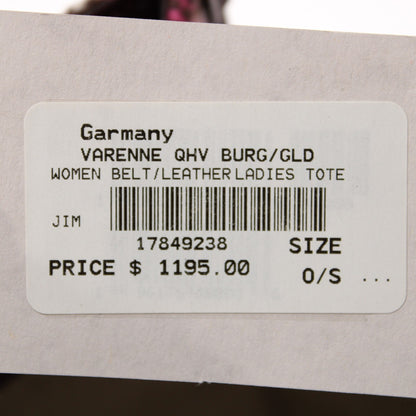 Garmany
VARENNE QHV BURG/GLD
WOMEN BELT/LEATHER LADIES TOTE
JIM
17849238 SIZE
PRICE $ 1195.00 O/S ...